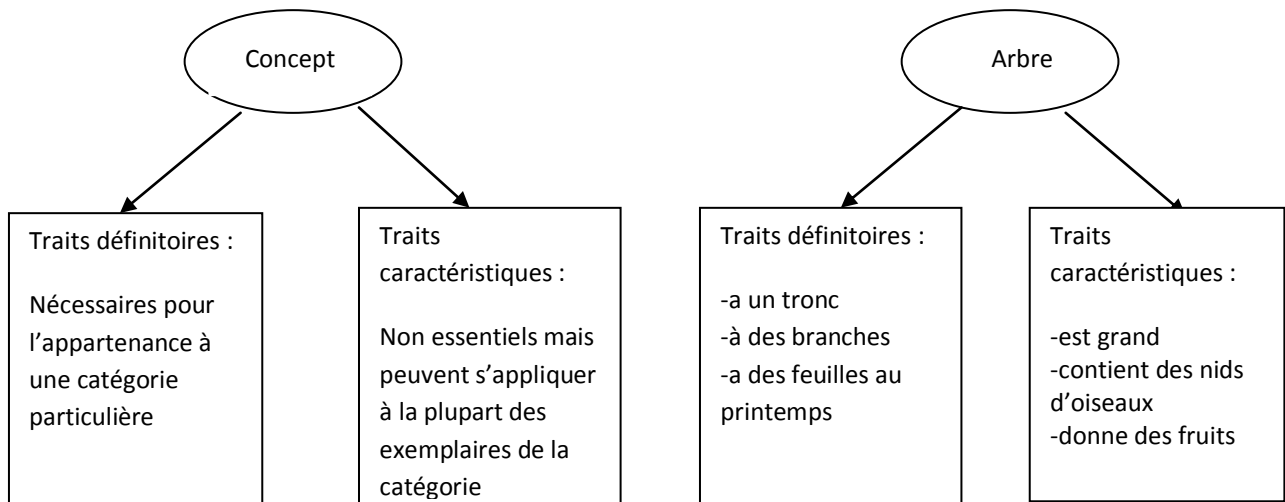 Concept
Arbre
Traits définitoires :
Nécessaires pour
l’appartenance à
une catégorie
particulière
Traits
caractéristiques :
Non essentiels mais
peuvent s’appliquer
à la plupart des
exemplaires de la
catégorie
Traits définitoires :
-a un tronc
-à des branches
-a des feuilles au
printemps
Traits
caractéristiques :
-est grand
-contient des nids
d’oiseaux
-donne des fruits